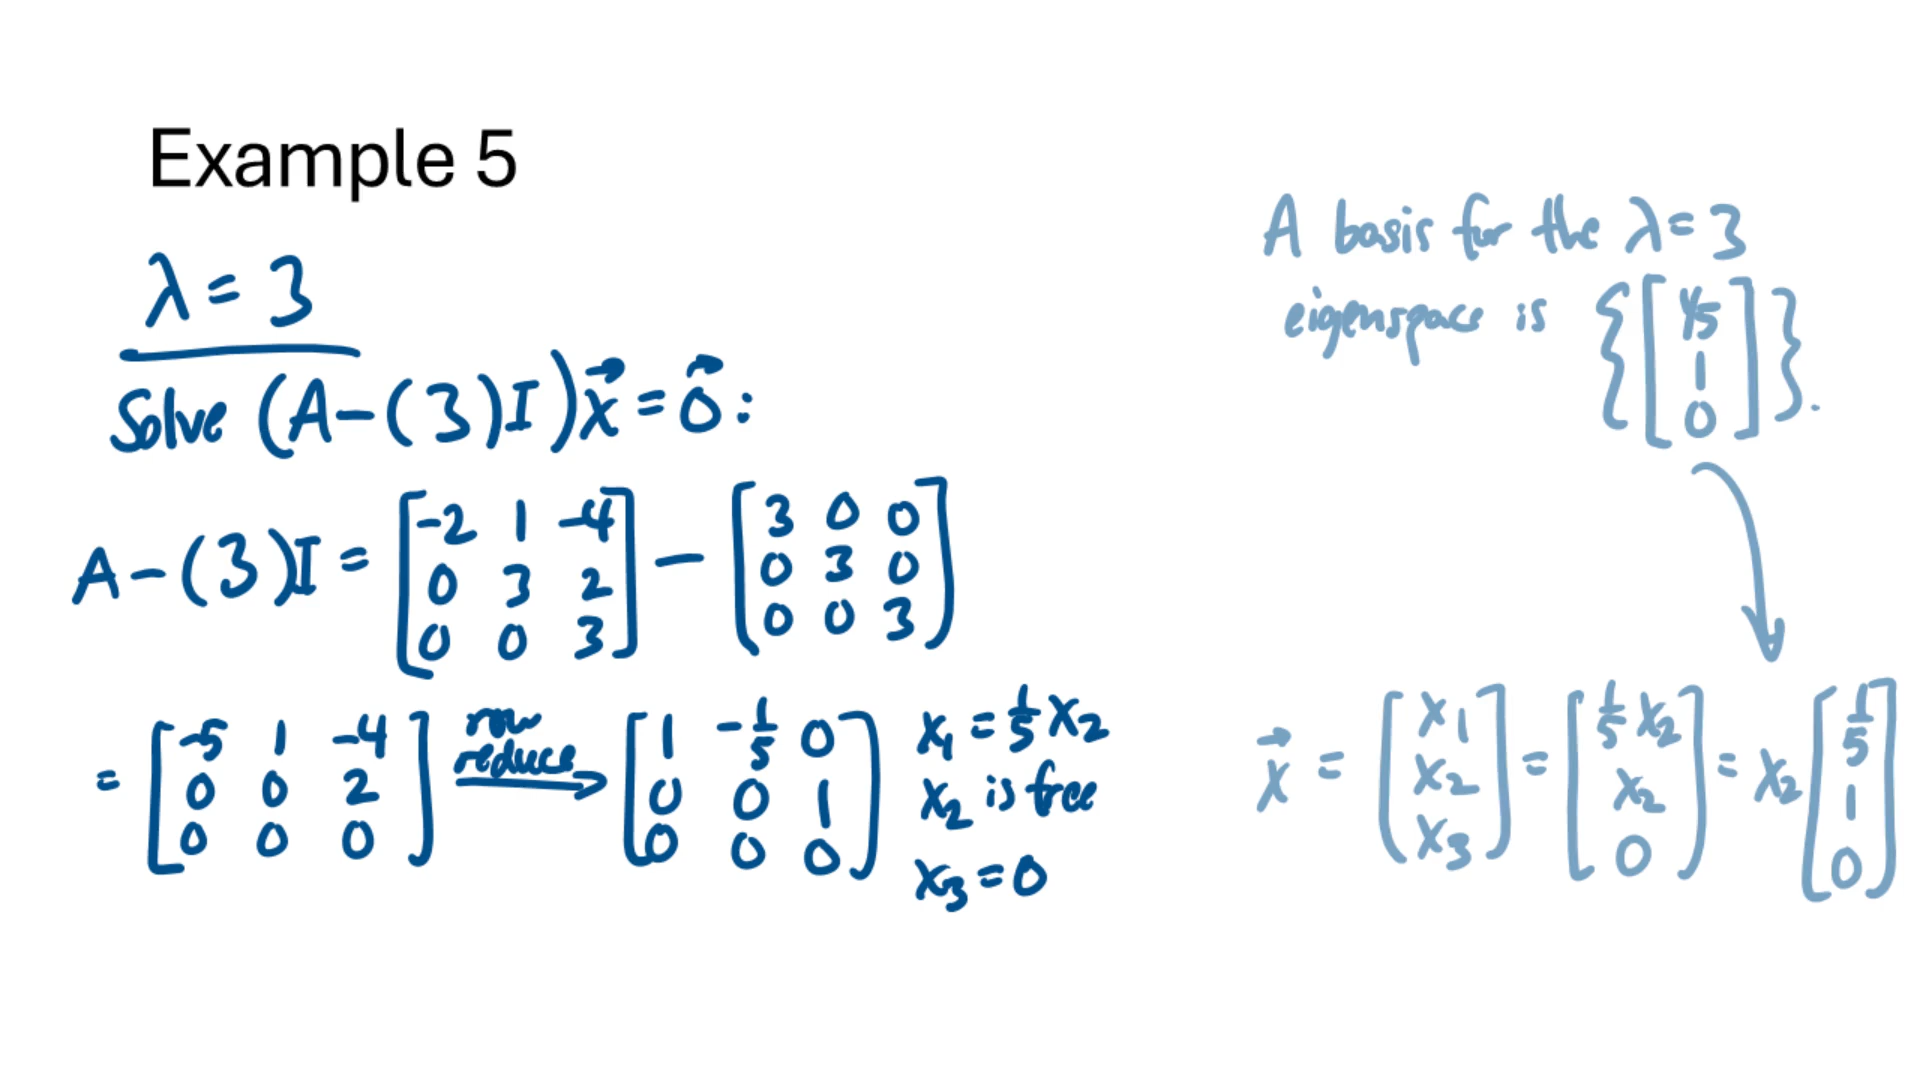 Example 5
λ = 3
Solve (A-(3)I)x⃗ = 0⃗ :
A-(3)I = [-2 1 -4; 0 3 2; 0 0 3] - [3 0 0; 0 3 0; 0 0 3]
= [-5 1 -4; 0 0 2; 0 0 0] row reduce → [1 -1/5 0; 0 0 1; 0 0 0]
x₁ = 1/5 x₂
x₂ is free
x₃ = 0
A basis for the λ = 3
eigenspace is {[1/5; 1; 0]}.
x⃗ = [x₁; x₂; x₃] = [1/5 x₂; x₂; 0] = x₂ [1/5; 1; 0]